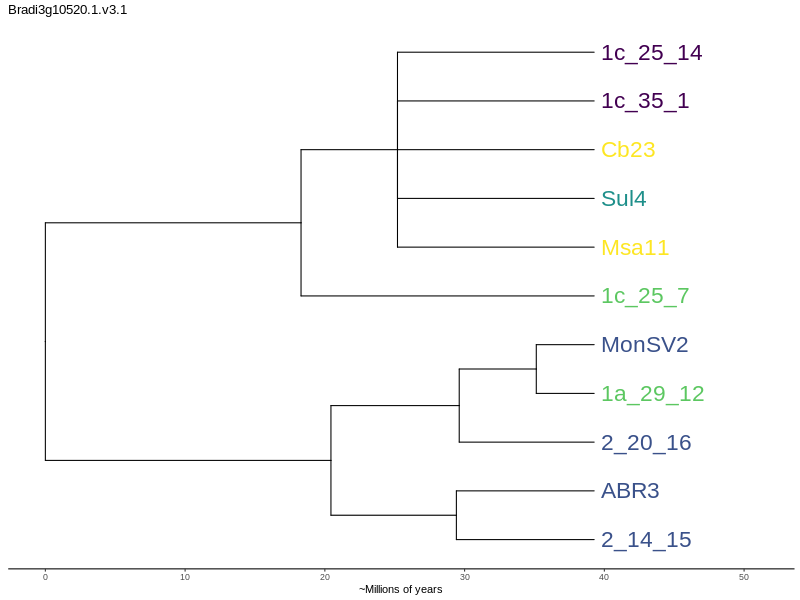 Bradi3g10520.1.v3.1
1c_25_14
1c_35_1
Cb23
Sul4
Msa11
1c_25_7
MonSV2
1a_29_12
2_20_16
ABR3
2_14_15
0 10 20 30 40 50
~Millions of years